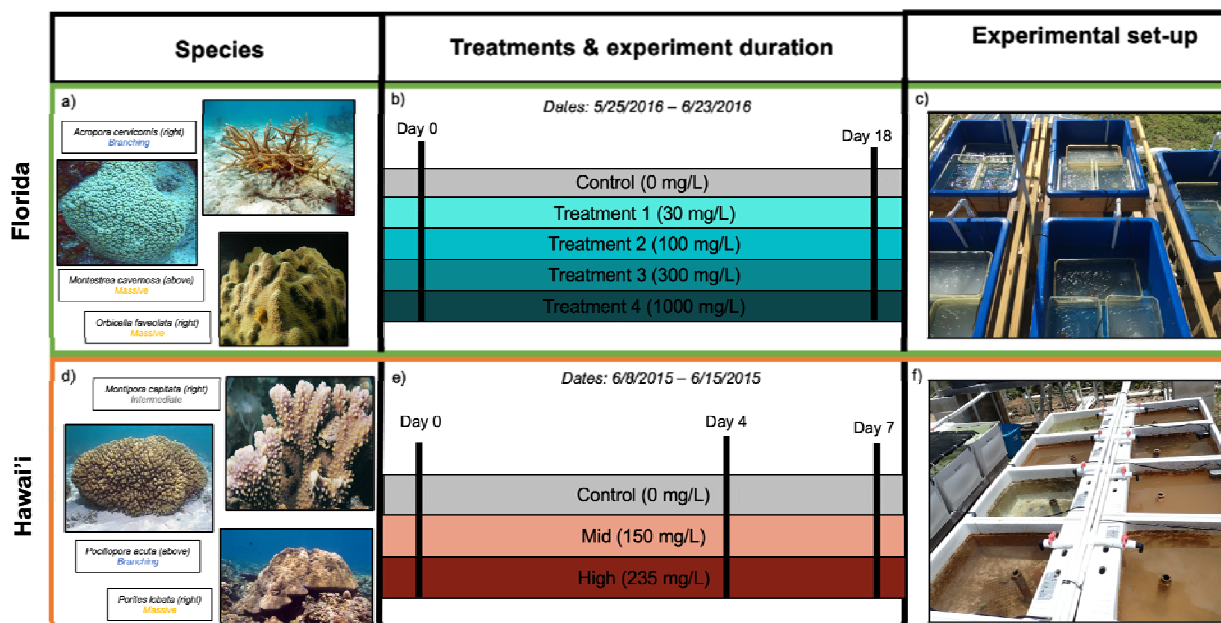 Species
Treatments & experiment duration
Experimental set-up
Florida
a)
Acropora cervicornis (right)
Branching
Montastrea cavernosa (above)
Massive
Orbicella faveolata (right)
Massive
b)
Dates: 5/25/2016 – 6/23/2016
Day 0
Day 18
Control (0 mg/L)
Treatment 1 (30 mg/L)
Treatment 2 (100 mg/L)
Treatment 3 (300 mg/L)
Treatment 4 (1000 mg/L)
c)
Hawai'i
d)
Montipora capitata (right)
Intermediate
Pocillopora acuta (above)
Branching
Porites lobata (right)
Massive
e)
Dates: 6/8/2015 – 6/15/2015
Day 0
Day 4
Day 7
Control (0 mg/L)
Mid (150 mg/L)
High (235 mg/L)
f)